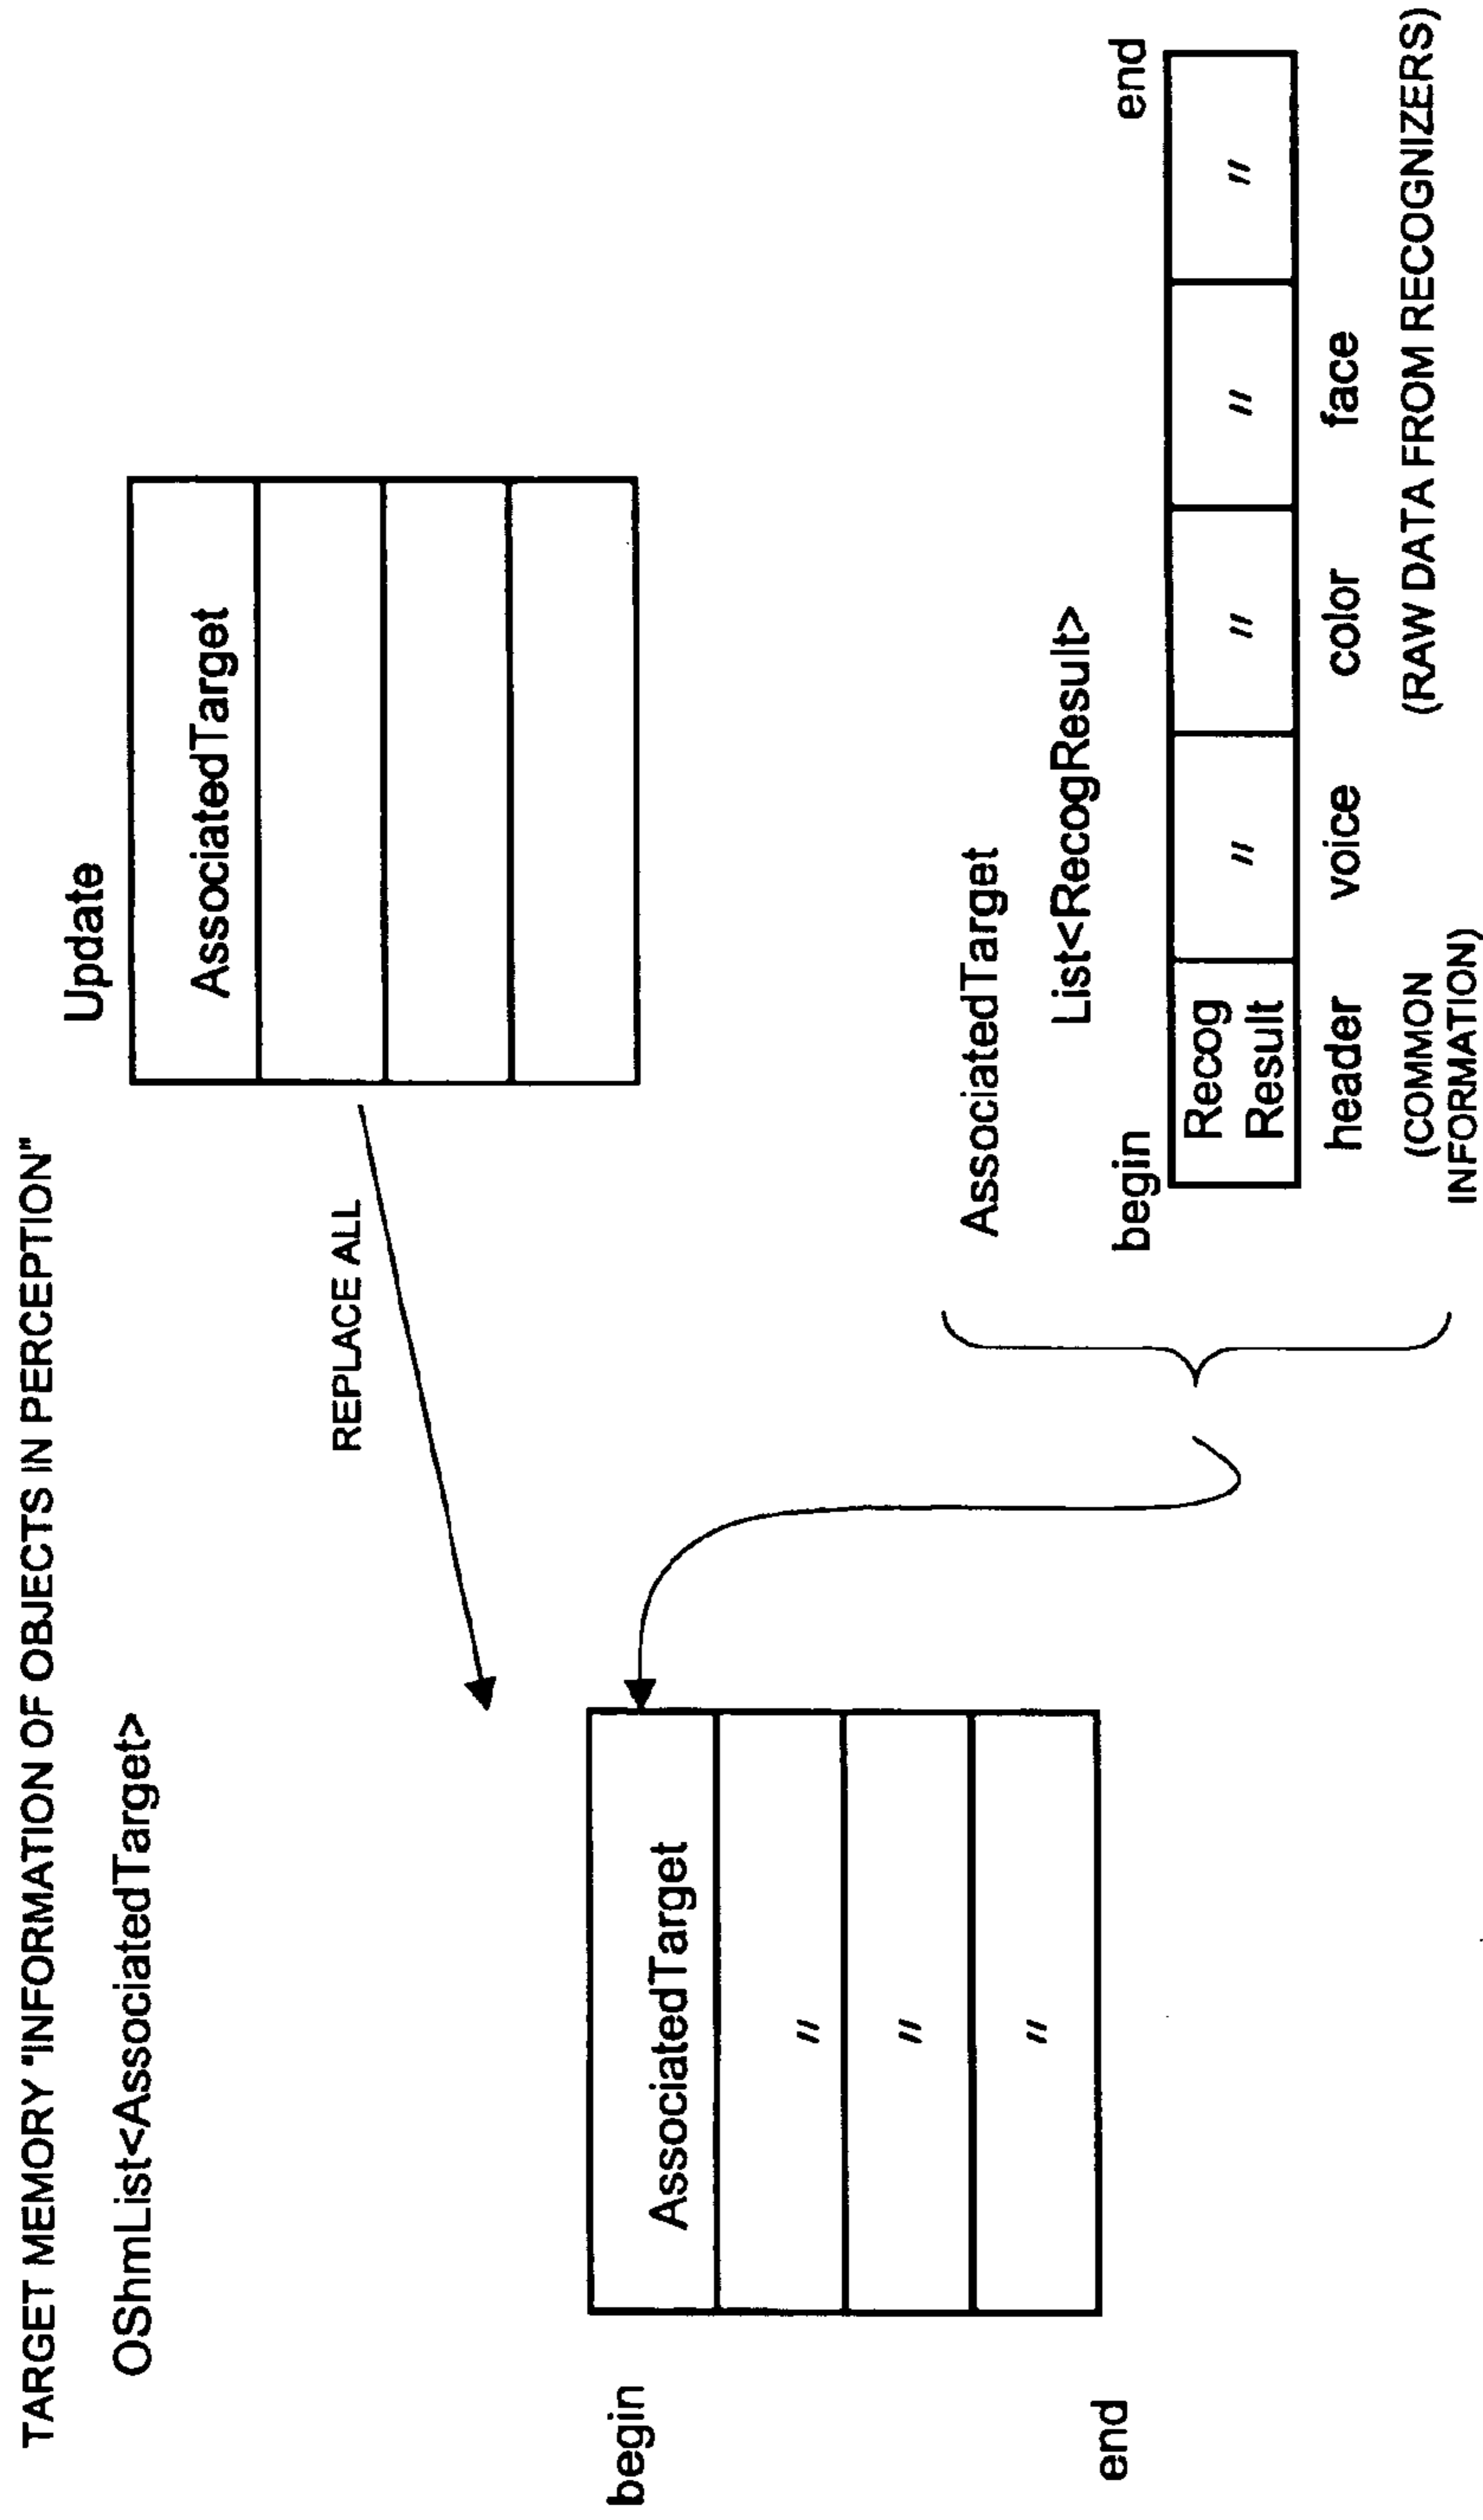 TARGET MEMORY "INFORMATION OF OBJECTS IN PERCEPTION"
OShmList<AssociatedTarget>
Update
AssociatedTarget
REPLACE ALL
begin
AssociatedTarget
〃
〃
〃
end
AssociatedTarget
List<RecogResult>
begin
end
Recog
Result
〃
〃
〃
〃
header
voice
color
face
(COMMON
INFORMATION)
(RAW DATA FROM RECOGNIZERS)